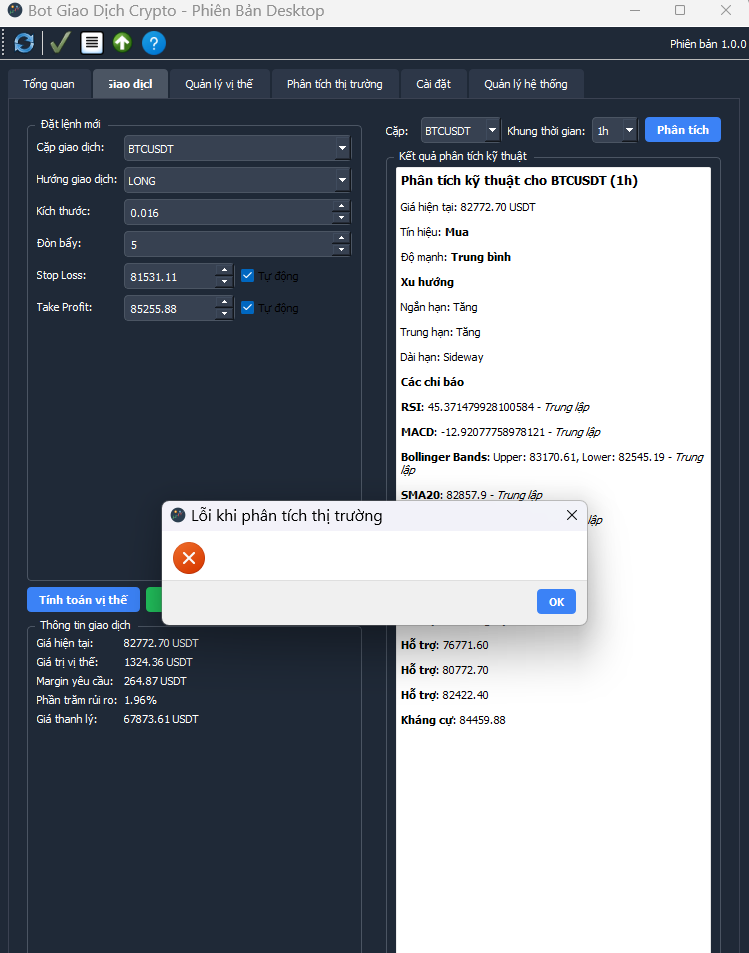 Bot Giao Dịch Crypto - Phiên Bản Desktop
Phiên bản 1.0.0
Tổng quan
Giao dịcl
Quản lý vị thế
Phân tích thị trường
Cài đặt
Quản lý hệ thống
Đặt lệnh mới
Cặp giao dịch: BTCUSDT
Hướng giao dịch: LONG
Kích thước: 0.016
Đòn bẩy: 5
Stop Loss: 81531.11 Tự động
Take Profit: 85255.88 Tự động
Tính toán vị thế
Thông tin giao dịch
Giá hiện tại: 82772.70 USDT
Giá trị vị thế: 1324.36 USDT
Margin yêu cầu: 264.87 USDT
Phần trăm rủi ro: 1.96%
Giá thanh lý: 67873.61 USDT
Cặp: BTCUSDT Khung thời gian: 1h Phân tích
Kết quả phân tích kỹ thuật
Phân tích kỹ thuật cho BTCUSDT (1h)
Giá hiện tại: 82772.70 USDT
Tín hiệu: Mua
Độ mạnh: Trung bình
Xu hướng
Ngắn hạn: Tăng
Trung hạn: Tăng
Dài hạn: Sideway
Các chỉ báo
RSI: 45.371479928100584 - Trung lập
MACD: -12.92077758978121 - Trung lập
Bollinger Bands: Upper: 83170.61, Lower: 82545.19 - Trung
lập
SMA20: 82857.9 - Trung lập
lập
Hỗ trợ: 76771.60
Hỗ trợ: 80772.70
Hỗ trợ: 82422.40
Kháng cự: 84459.88
Lỗi khi phân tích thị trường
OK